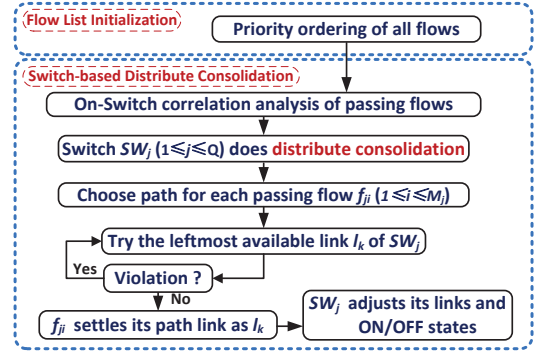 Flow List Initialization
Priority ordering of all flows
Switch-based Distribute Consolidation
On-Switch correlation analysis of passing flows
Switch SWj (1≤j≤Q) does distribute consolidation
Choose path for each passing flow fji (1≤i≤Mj)
Try the leftmost available link lk of SWj
Yes
Violation ?
No
fji settles its path link as lk
SWj adjusts its links and
ON/OFF states